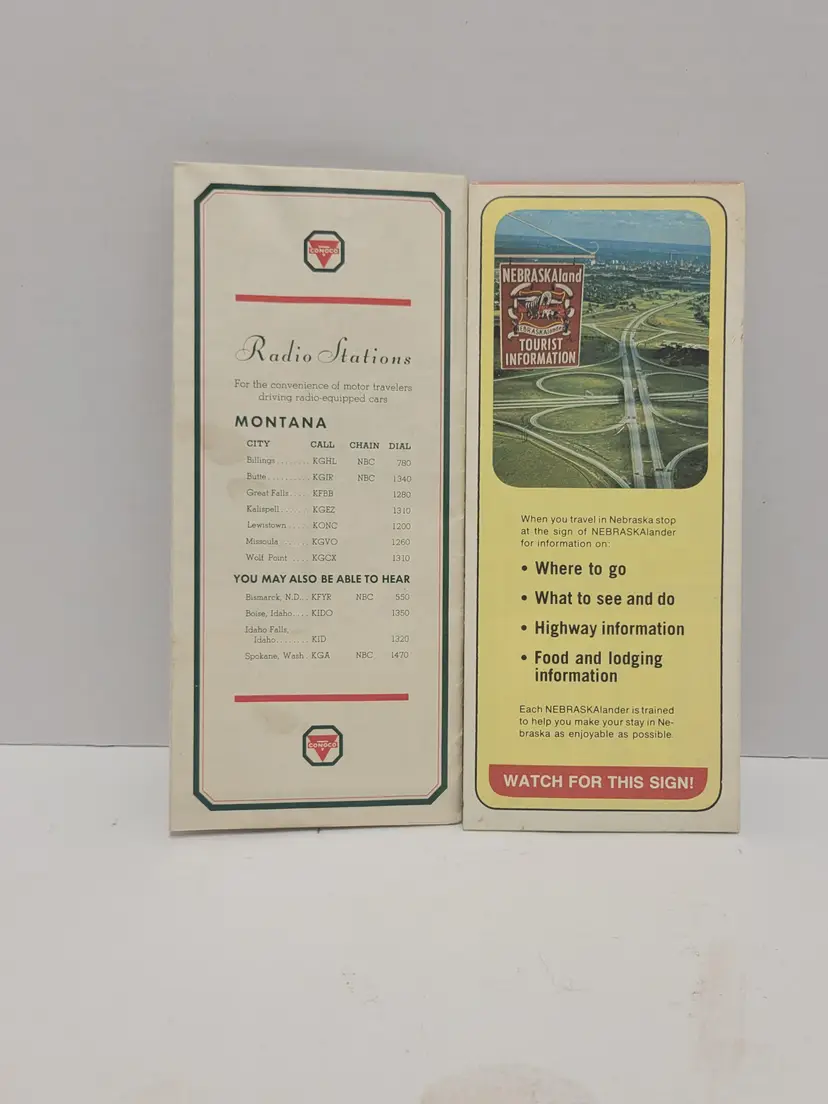 CONOCO
Radio Stations
For the convenience of motor travelers
driving radio-equipped cars
MONTANA
CITY CALL CHAIN DIAL
Billings........ KGHL NBC 780
Butte.......... KGIR NBC 1340
Great Falls.... KFBB 1280
Kalispell...... KGEZ 1310
Lewistown..... KONC 1200
Missoula...... KGVO 1260
Wolf Point .... KGCX 1310
YOU MAY ALSO BE ABLE TO HEAR
Bismarck, N.D... KFYR NBC 550
Boise, Idaho.... KIDO 1350
Idaho Falls,
Idaho........ KID 1320
Spokane, Wash. KGA NBC 1470
CONOCO
NEBRASKAland
NEBRASKAlander
TOURIST
INFORMATION
When you travel in Nebraska stop
at the sign of NEBRASKAlander
for information on:
• Where to go
• What to see and do
• Highway information
• Food and lodging
information
Each NEBRASKAlander is trained
to help you make your stay in Ne-
braska as enjoyable as possible.
WATCH FOR THIS SIGN!